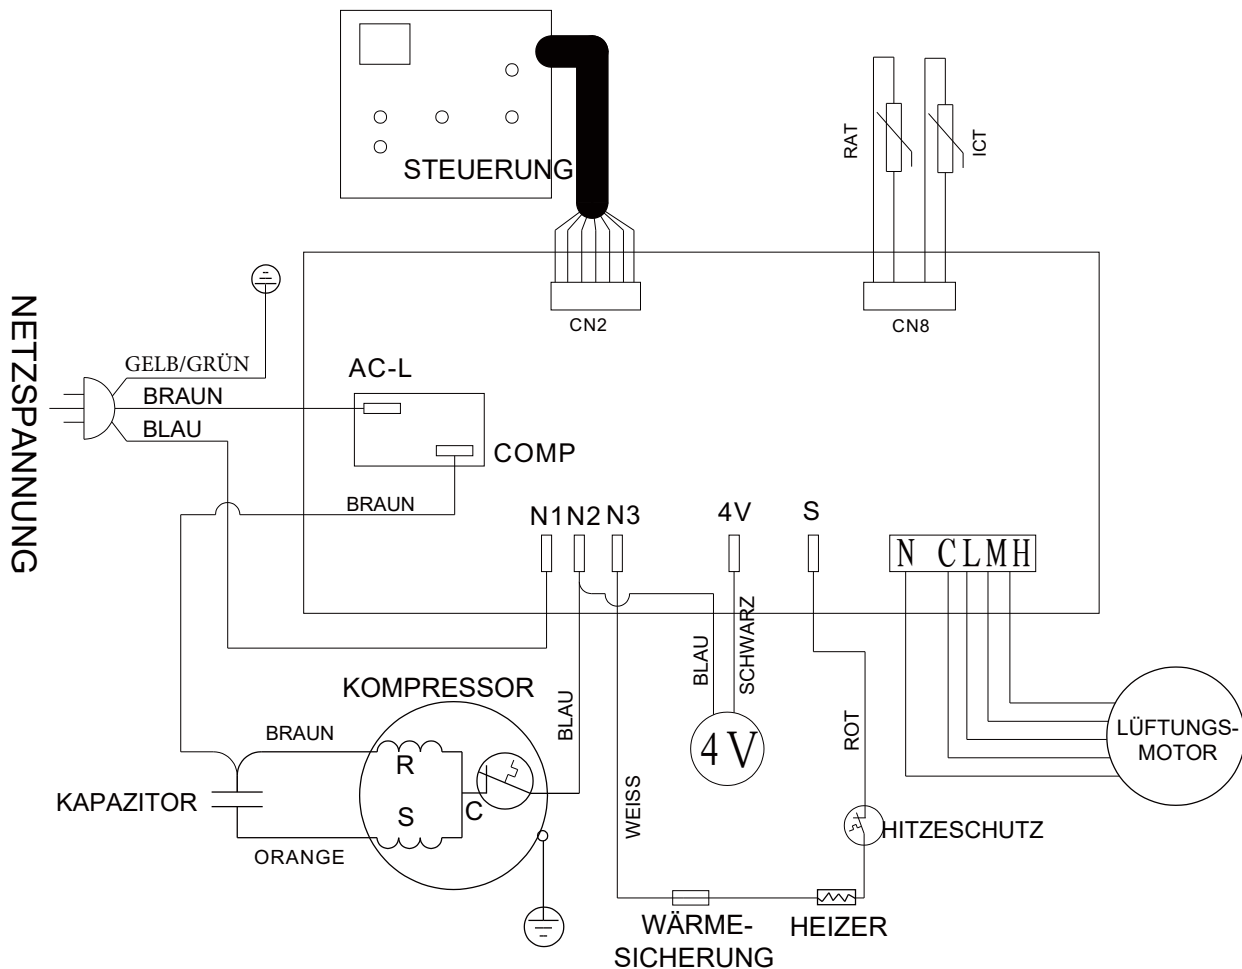 STEUERUNG
RAT
ICT
CN2
CN8
NETZSPANNUNG
GELB/GRÜN
BRAUN
BLAU
AC-L
COMP
BRAUN
N1 N2 N3
4V
S
N C L M H
BLAU
SCHWARZ
KOMPRESSOR
BLAU
BRAUN
R
S
C
4V
ROT
LÜFTUNGS-
MOTOR
KAPAZITOR
ORANGE
WEISS
HITZESCHUTZ
WÄRME-
SICHERUNG
HEIZER